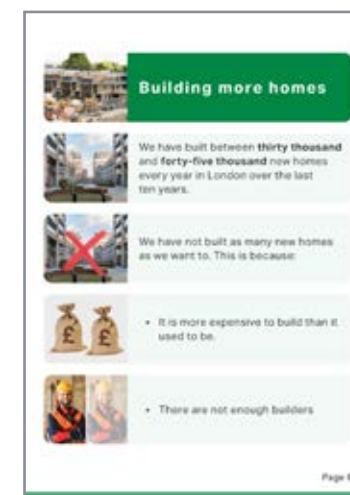 Building more homes
We have built between thirty thousand
and forty-five thousand new homes
every year in London over the last
ten years.
We have not built as many new homes
as we want to. This is because:
£ £
• It is more expensive to build than it
used to be.
• There are not enough builders
Page